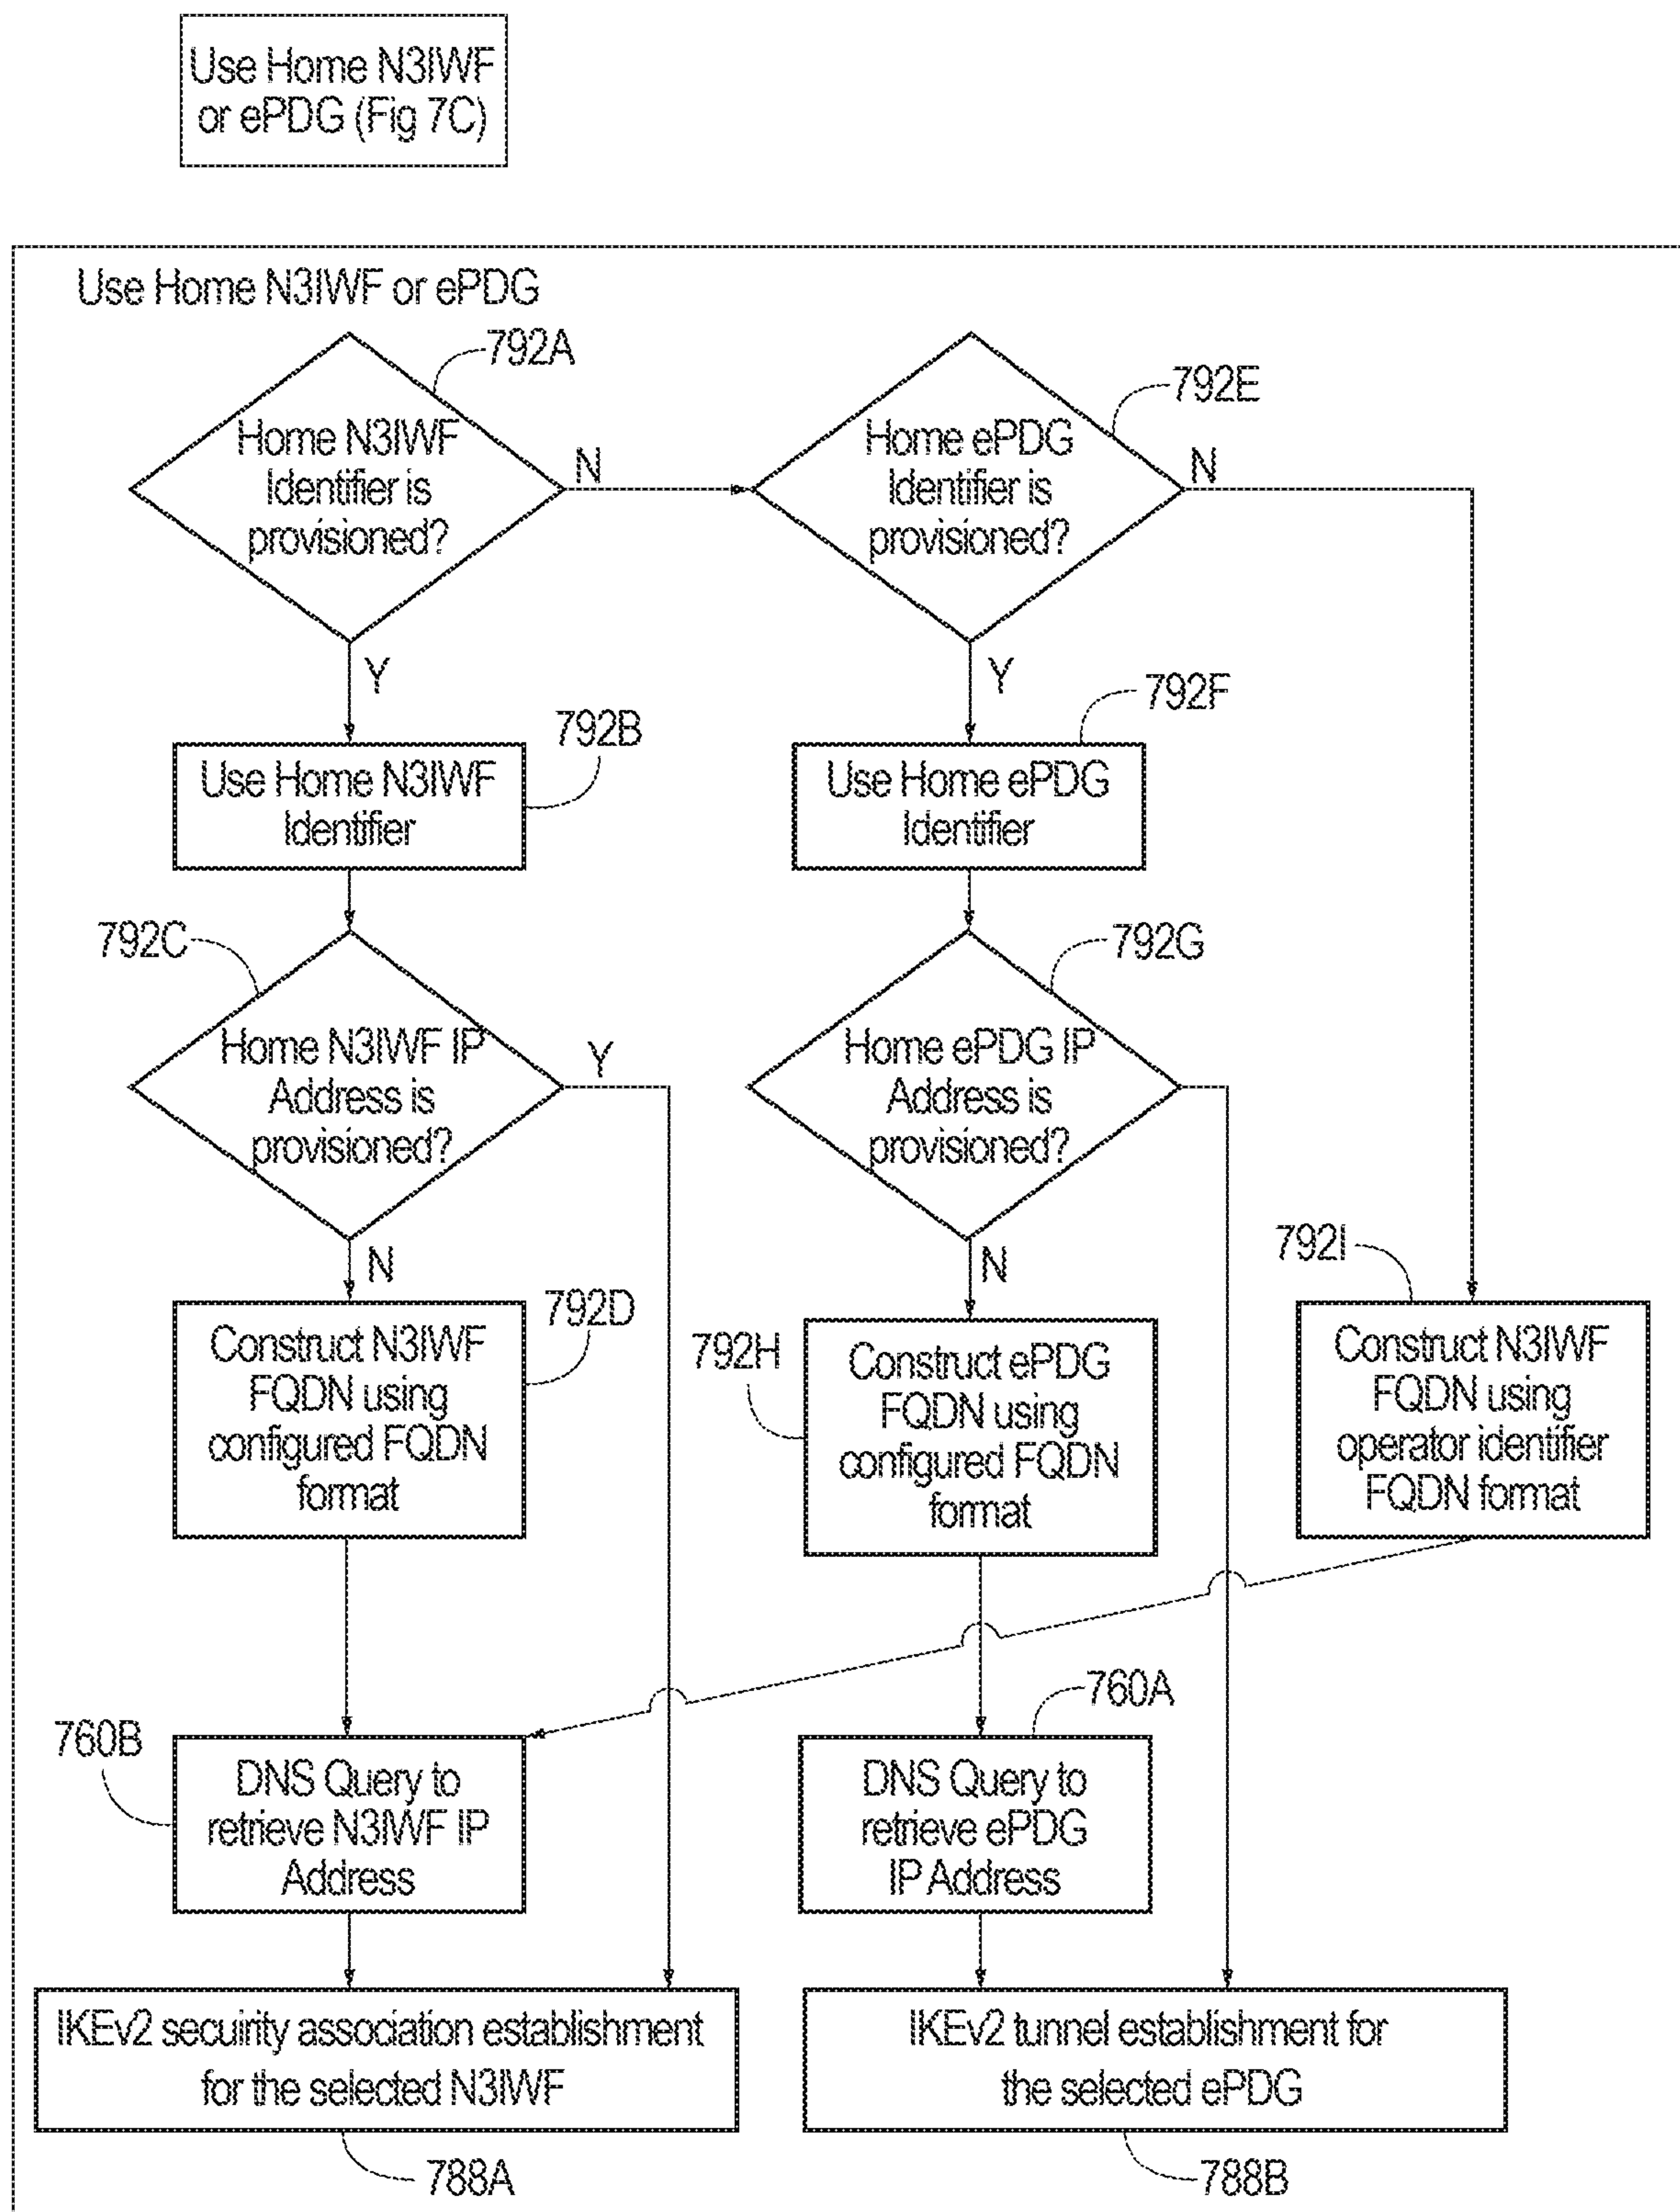 Use Home N3IWF
or ePDG (Fig 7C)
Use Home N3IWF or ePDG
792A
Home N3IWF
Identifier is
provisioned?
N
Y
792E
Home ePDG
Identifier is
provisioned?
N
Y
792B
Use Home N3IWF
Identifier
792F
Use Home ePDG
Identifier
792C
Home N3IWF IP
Address is
provisioned?
Y
N
792G
Home ePDG IP
Address is
provisioned?
N
792D
Construct N3IWF
FQDN using
configured FQDN
format
792H
Construct ePDG
FQDN using
configured FQDN
format
792I
Construct N3IWF
FQDN using
operator identifier
FQDN format
760B
DNS Query to
retrieve N3IWF IP
Address
760A
DNS Query to
retrieve ePDG
IP Address
IKEv2 secuirity association establishment
for the selected N3IWF
788A
IKEv2 tunnel establishment for
the selected ePDG
788B